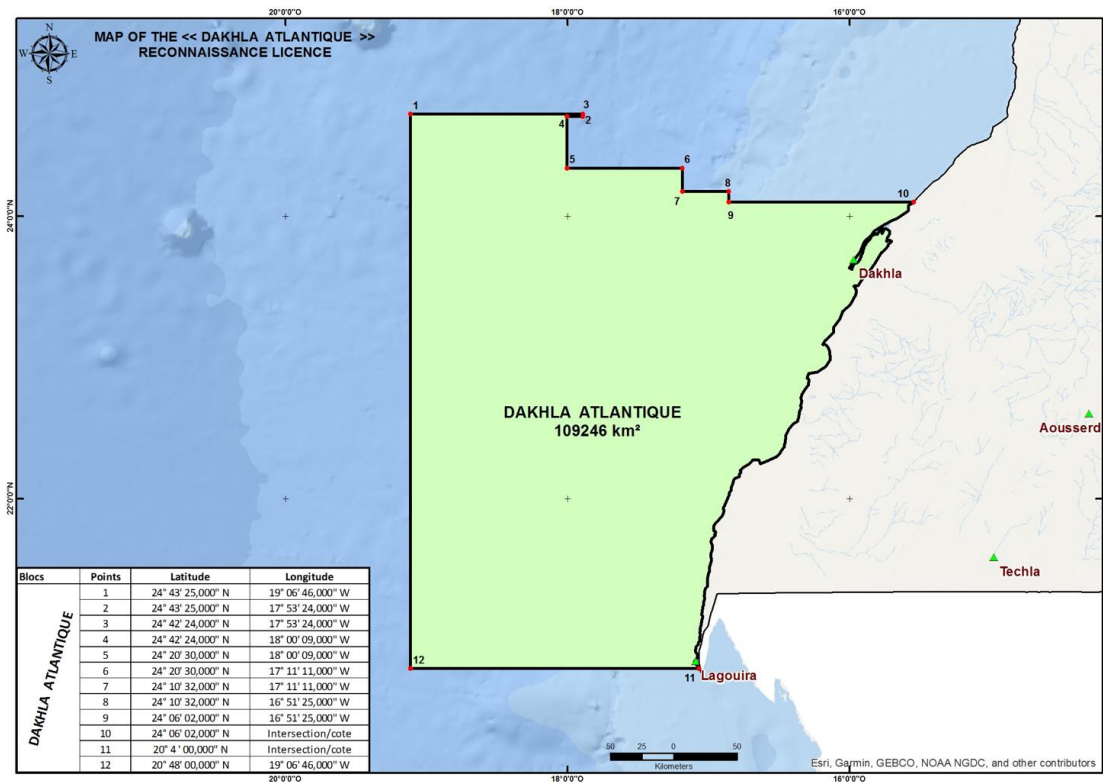 20°0'0"W 18°0'0"W 16°0'0"W
N
W E
S
MAP OF THE << DAKHLA ATLANTIQUE >>
RECONNAISSANCE LICENCE
1
3
2
4
5
6
7
8
9
10
24°0'0"N
24°0'0"N
Dakhla
DAKHLA ATLANTIQUE
109246 km²
Aousserd
22°0'0"N
22°0'0"N
Techla
12
11
Lagouira
Blocs Points Latitude Longitude
DAKHLA ATLANTIQUE
1 24° 43' 25,000" N 19° 06' 46,000" W
2 24° 43' 25,000" N 17° 53' 24,000" W
3 24° 42' 24,000" N 17° 53' 24,000" W
4 24° 42' 24,000" N 18° 00' 09,000" W
5 24° 20' 30,000" N 18° 00' 09,000" W
6 24° 20' 30,000" N 17° 11' 11,000" W
7 24° 10' 32,000" N 17° 11' 11,000" W
8 24° 10' 32,000" N 16° 51' 25,000" W
9 24° 06' 02,000" N 16° 51' 25,000" W
10 24° 06' 02,000" N Intersection/cote
11 20° 4 ' 00,000" N Intersection/cote
12 20° 48' 00,000" N 19° 06' 46,000" W
50 25 0 50
Kilometers
Esri, Garmin, GEBCO, NOAA NGDC, and other contributors
20°0'0"W 18°0'0"W 16°0'0"W